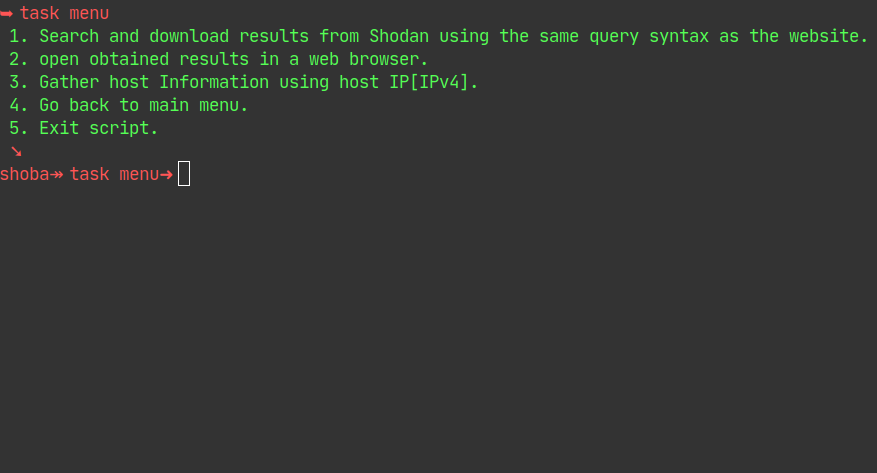 ➥ task menu
1. Search and download results from Shodan using the same query syntax as the website.
2. open obtained results in a web browser.
3. Gather host Information using host IP[IPv4].
4. Go back to main menu.
5. Exit script.
➘
shoba↠ task menu➜